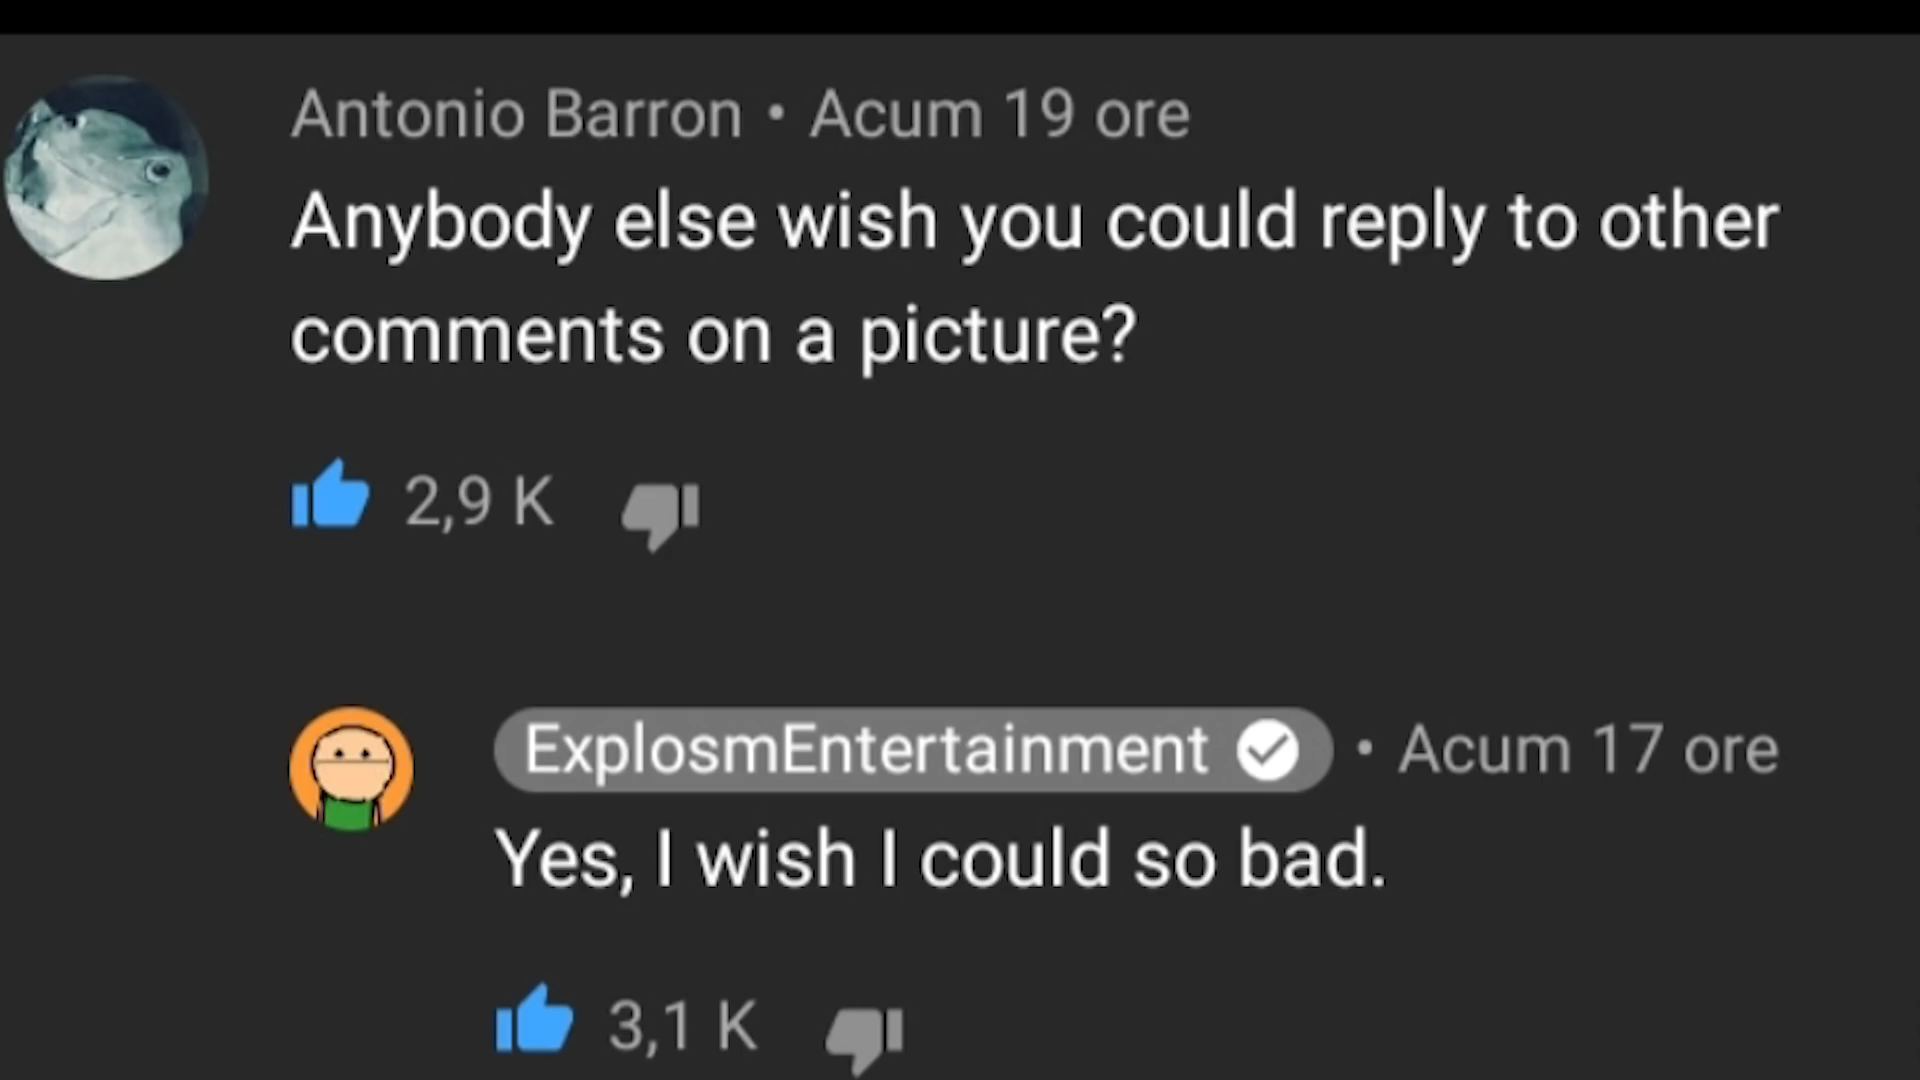 Antonio Barron • Acum 19 ore
Anybody else wish you could reply to other
comments on a picture?
2,9 K
ExplosmEntertainment • Acum 17 ore
Yes, I wish I could so bad.
3,1 K